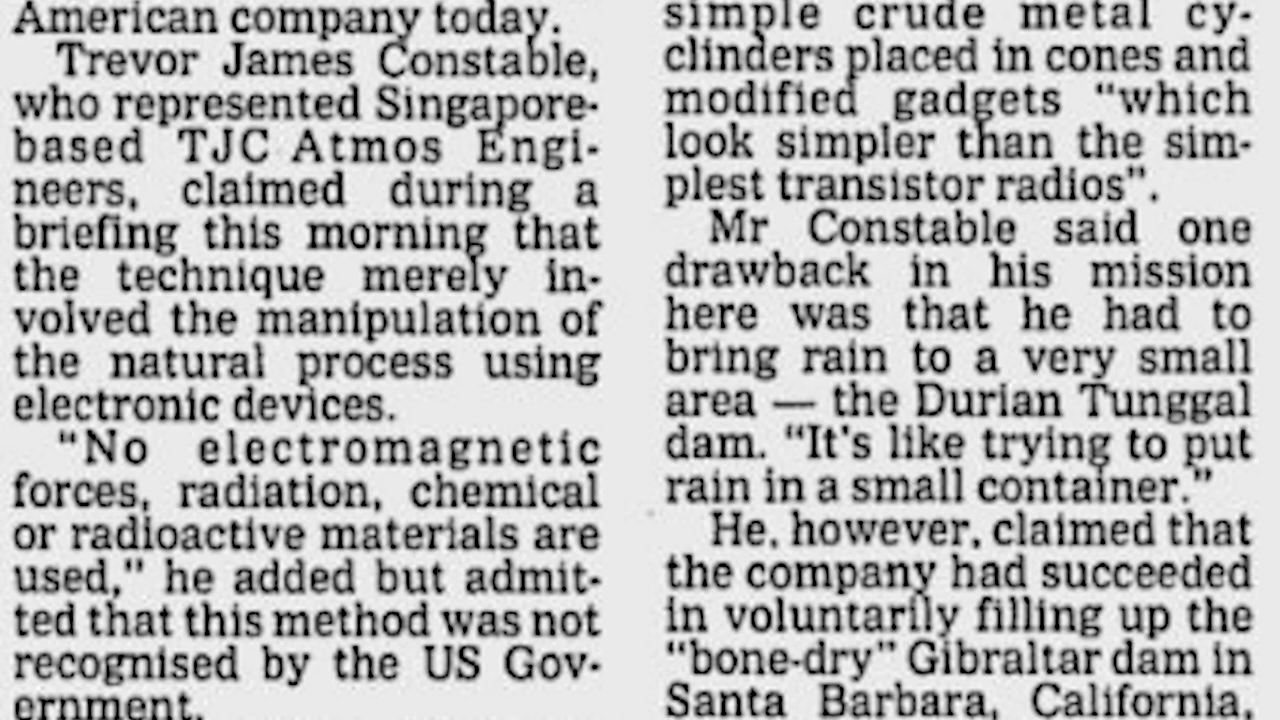 American company today.
Trevor James Constable,
who represented Singapore-
based TJC Atmos Engi-
neers, claimed during a
briefing this morning that
the technique merely in-
volved the manipulation of
the natural process using
electronic devices.
"No electromagnetic
forces, radiation, chemical
or radioactive materials are
used," he added but admit-
ted that this method was not
recognised by the US Gov-
ernment.
simple crude metal cy-
clinders placed in cones and
modified gadgets "which
look simpler than the sim-
plest transistor radios".
Mr Constable said one
drawback in his mission
here was that he had to
bring rain to a very small
area — the Durian Tunggal
dam. "It's like trying to put
rain in a small container."
He, however, claimed that
the company had succeeded
in voluntarily filling up the
"bone-dry" Gibraltar dam in
Santa Barbara, California,